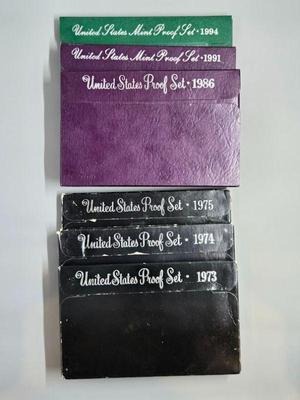 United States Mint Proof Set · 1994
United States Mint Proof Set · 1991
United States Proof Set · 1986
United States Proof Set · 1975
United States Proof Set · 1974
United States Proof Set · 1973